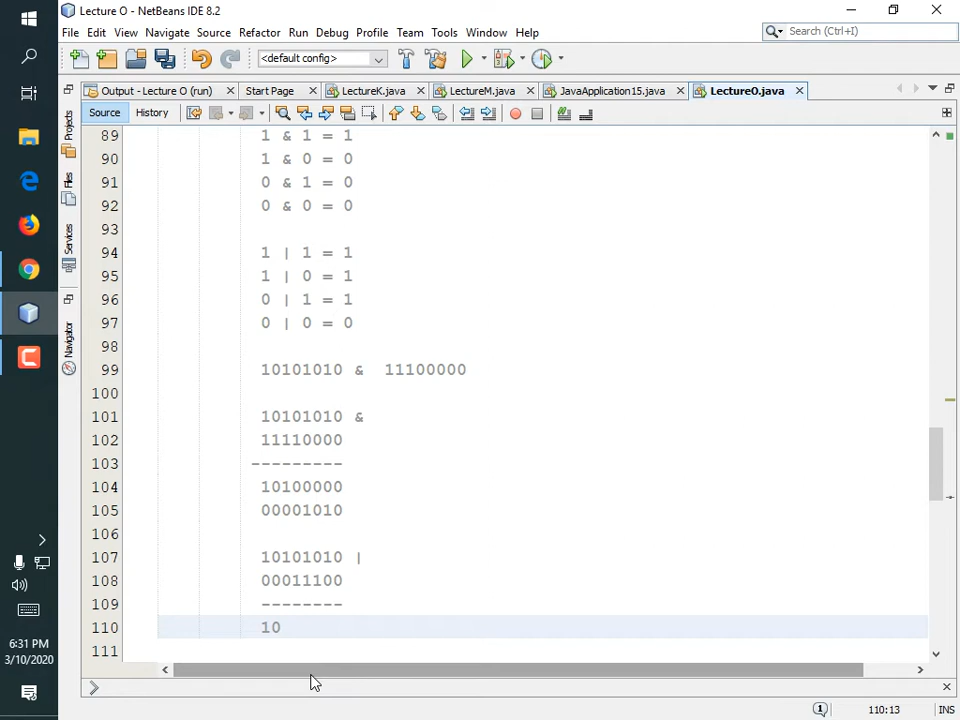 Lecture O - NetBeans IDE 8.2
File Edit View Navigate Source Refactor Run Debug Profile Team Tools Window Help
Search (Ctrl+I)
<default config>
Output - Lecture O (run)
Start Page
LectureK.java
LectureM.java
JavaApplication15.java
LectureO.java
Source
History
Projects
Files
Services
Navigator
89 1 & 1 = 1
90 1 & 0 = 0
91 0 & 1 = 0
92 0 & 0 = 0
93
94 1 | 1 = 1
95 1 | 0 = 1
96 0 | 1 = 1
97 0 | 0 = 0
98
99 10101010 &  11100000
100
101 10101010 &
102 11110000
103 ---------
104 10100000
105 00001010
106
107 10101010 |
108 00011100
109 --------
110 10
111
6:31 PM
3/10/2020
1
110:13
INS